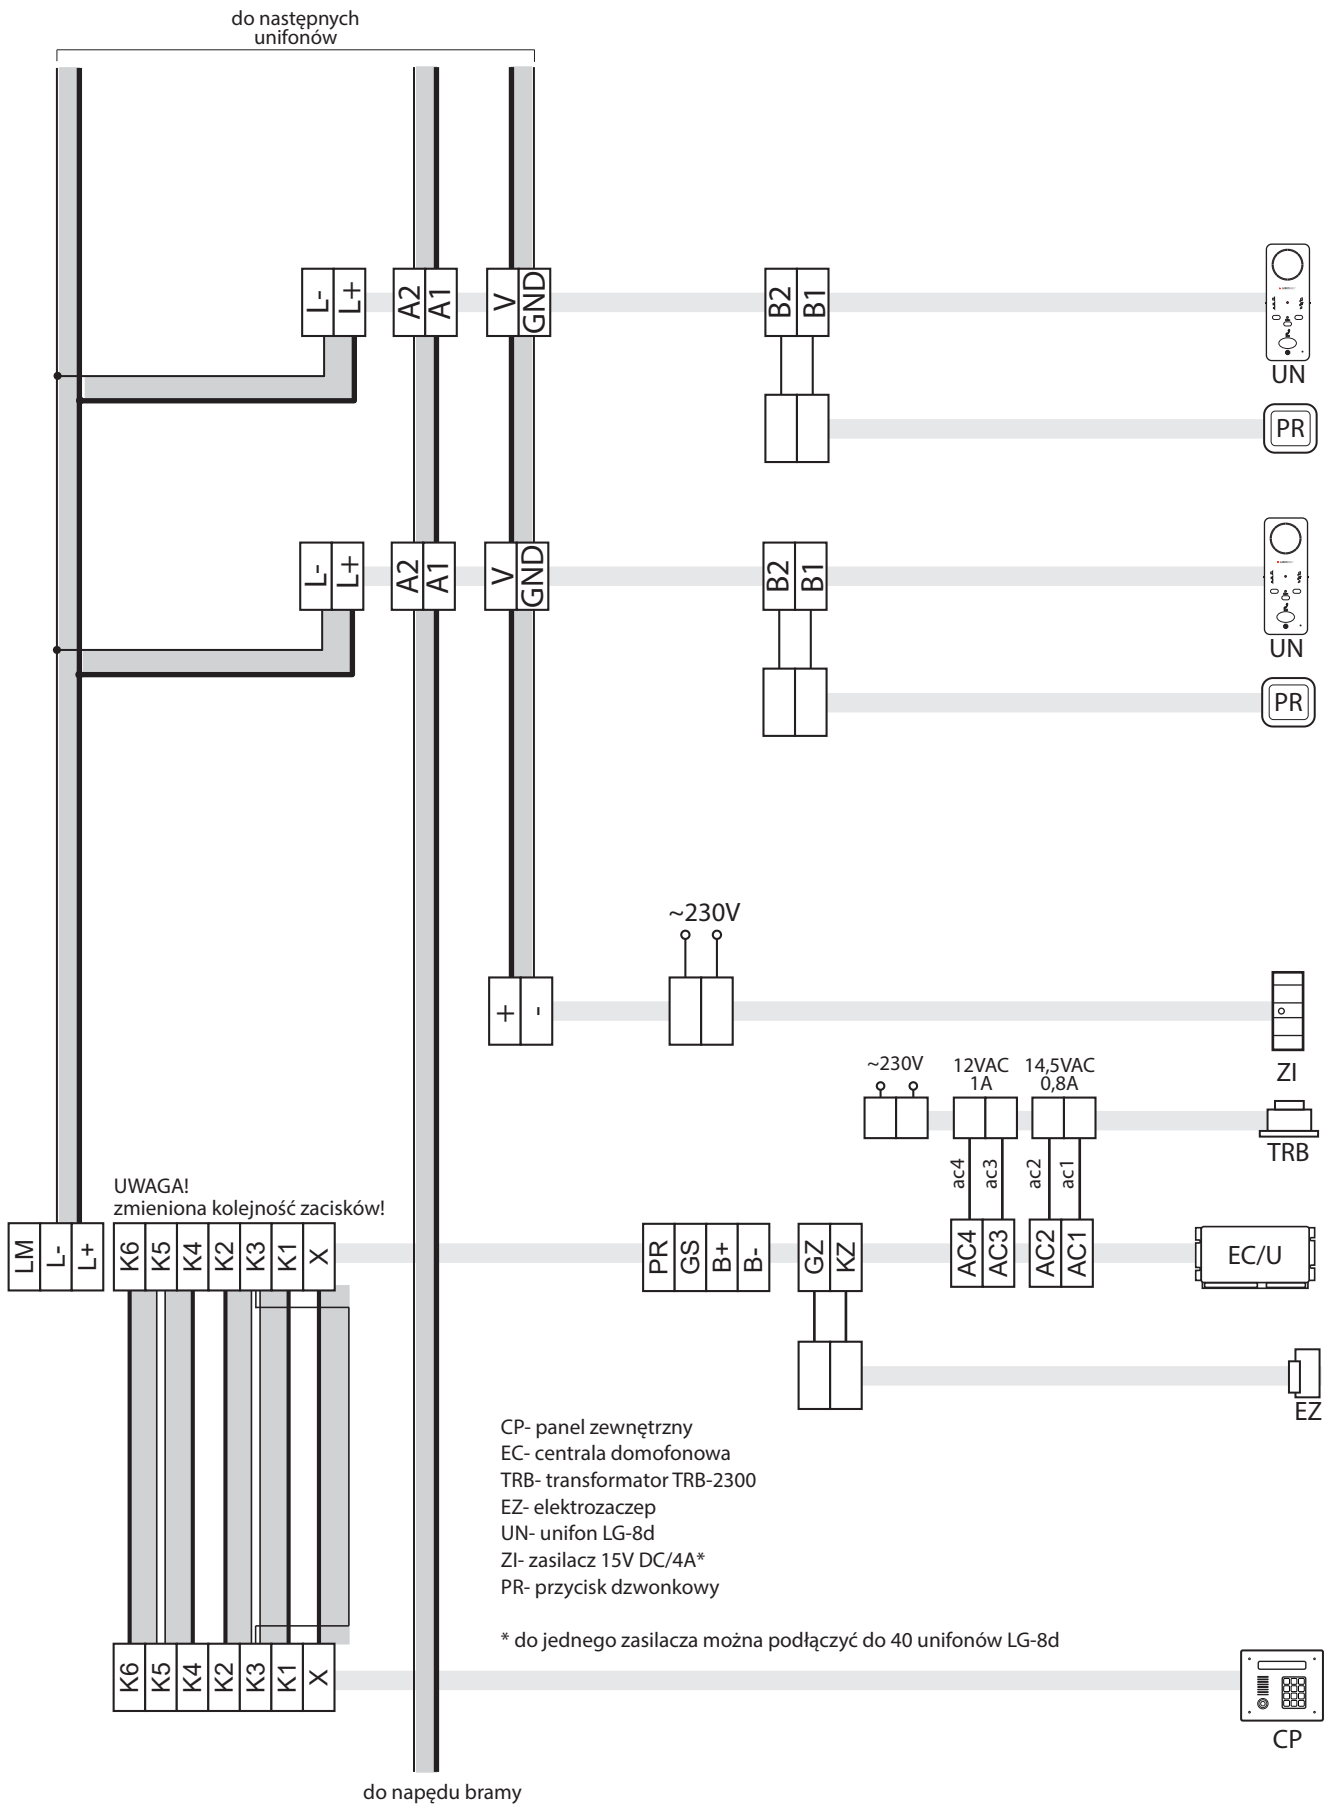 do następnych
unifonów
L-
L+
A2
A1
V
GND
B2
B1
UN
PR
L-
L+
A2
A1
V
GND
B2
B1
UN
PR
~230V
+
-
ZI
~230V
12VAC
1A
14,5VAC
0,8A
TRB
ac4
ac3
ac2
ac1
UWAGA!
zmieniona kolejność zacisków!
LM
L-
L+
K6
K5
K4
K2
K3
K1
X
PR
GS
B+
B-
GZ
KZ
AC4
AC3
AC2
AC1
EC/U
EZ
CP- panel zewnętrzny
EC- centrala domofonowa
TRB- transformator TRB-2300
EZ- elektrozaczep
UN- unifon LG-8d
ZI- zasilacz 15V DC/4A*
PR- przycisk dzwonkowy
* do jednego zasilacza można podłączyć do 40 unifonów LG-8d
K6
K5
K4
K2
K3
K1
X
CP
do napędu bramy